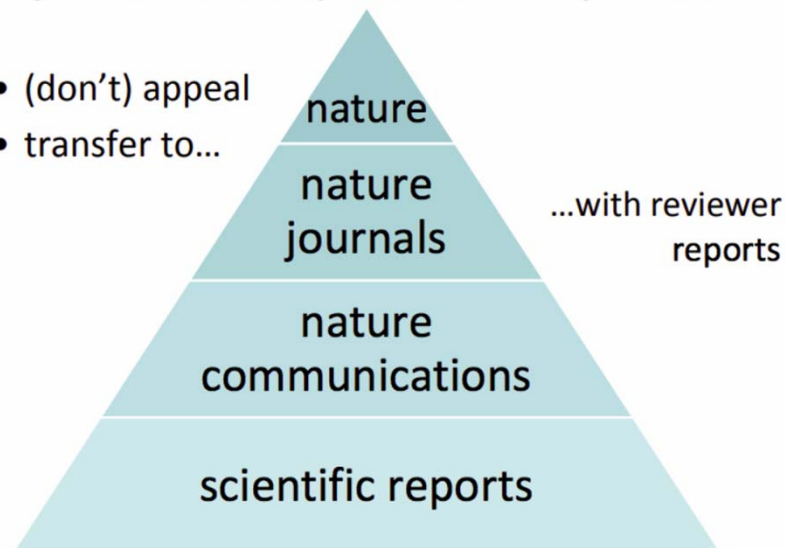 • (don't) appeal
• transfer to...
nature
nature
journals
...with reviewer
reports
nature
communications
scientific reports